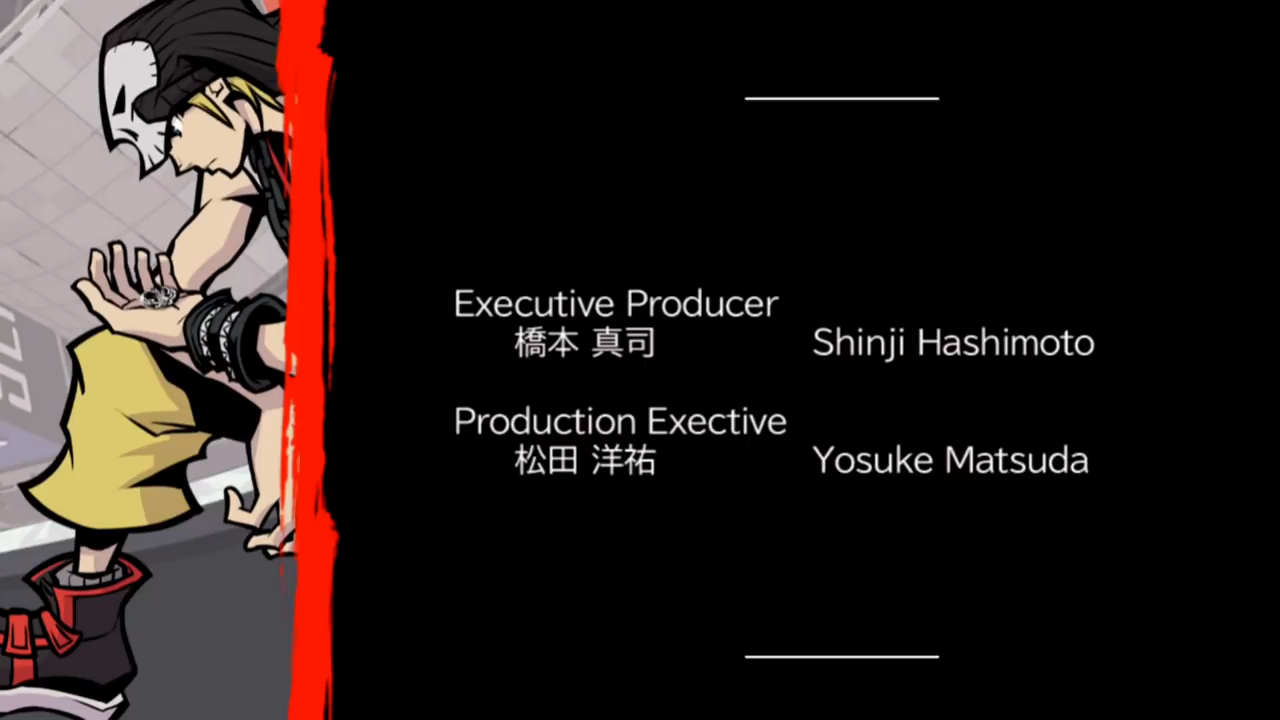 Executive Producer
橋本 真司 Shinji Hashimoto
Production Exective
松田 洋祐 Yosuke Matsuda